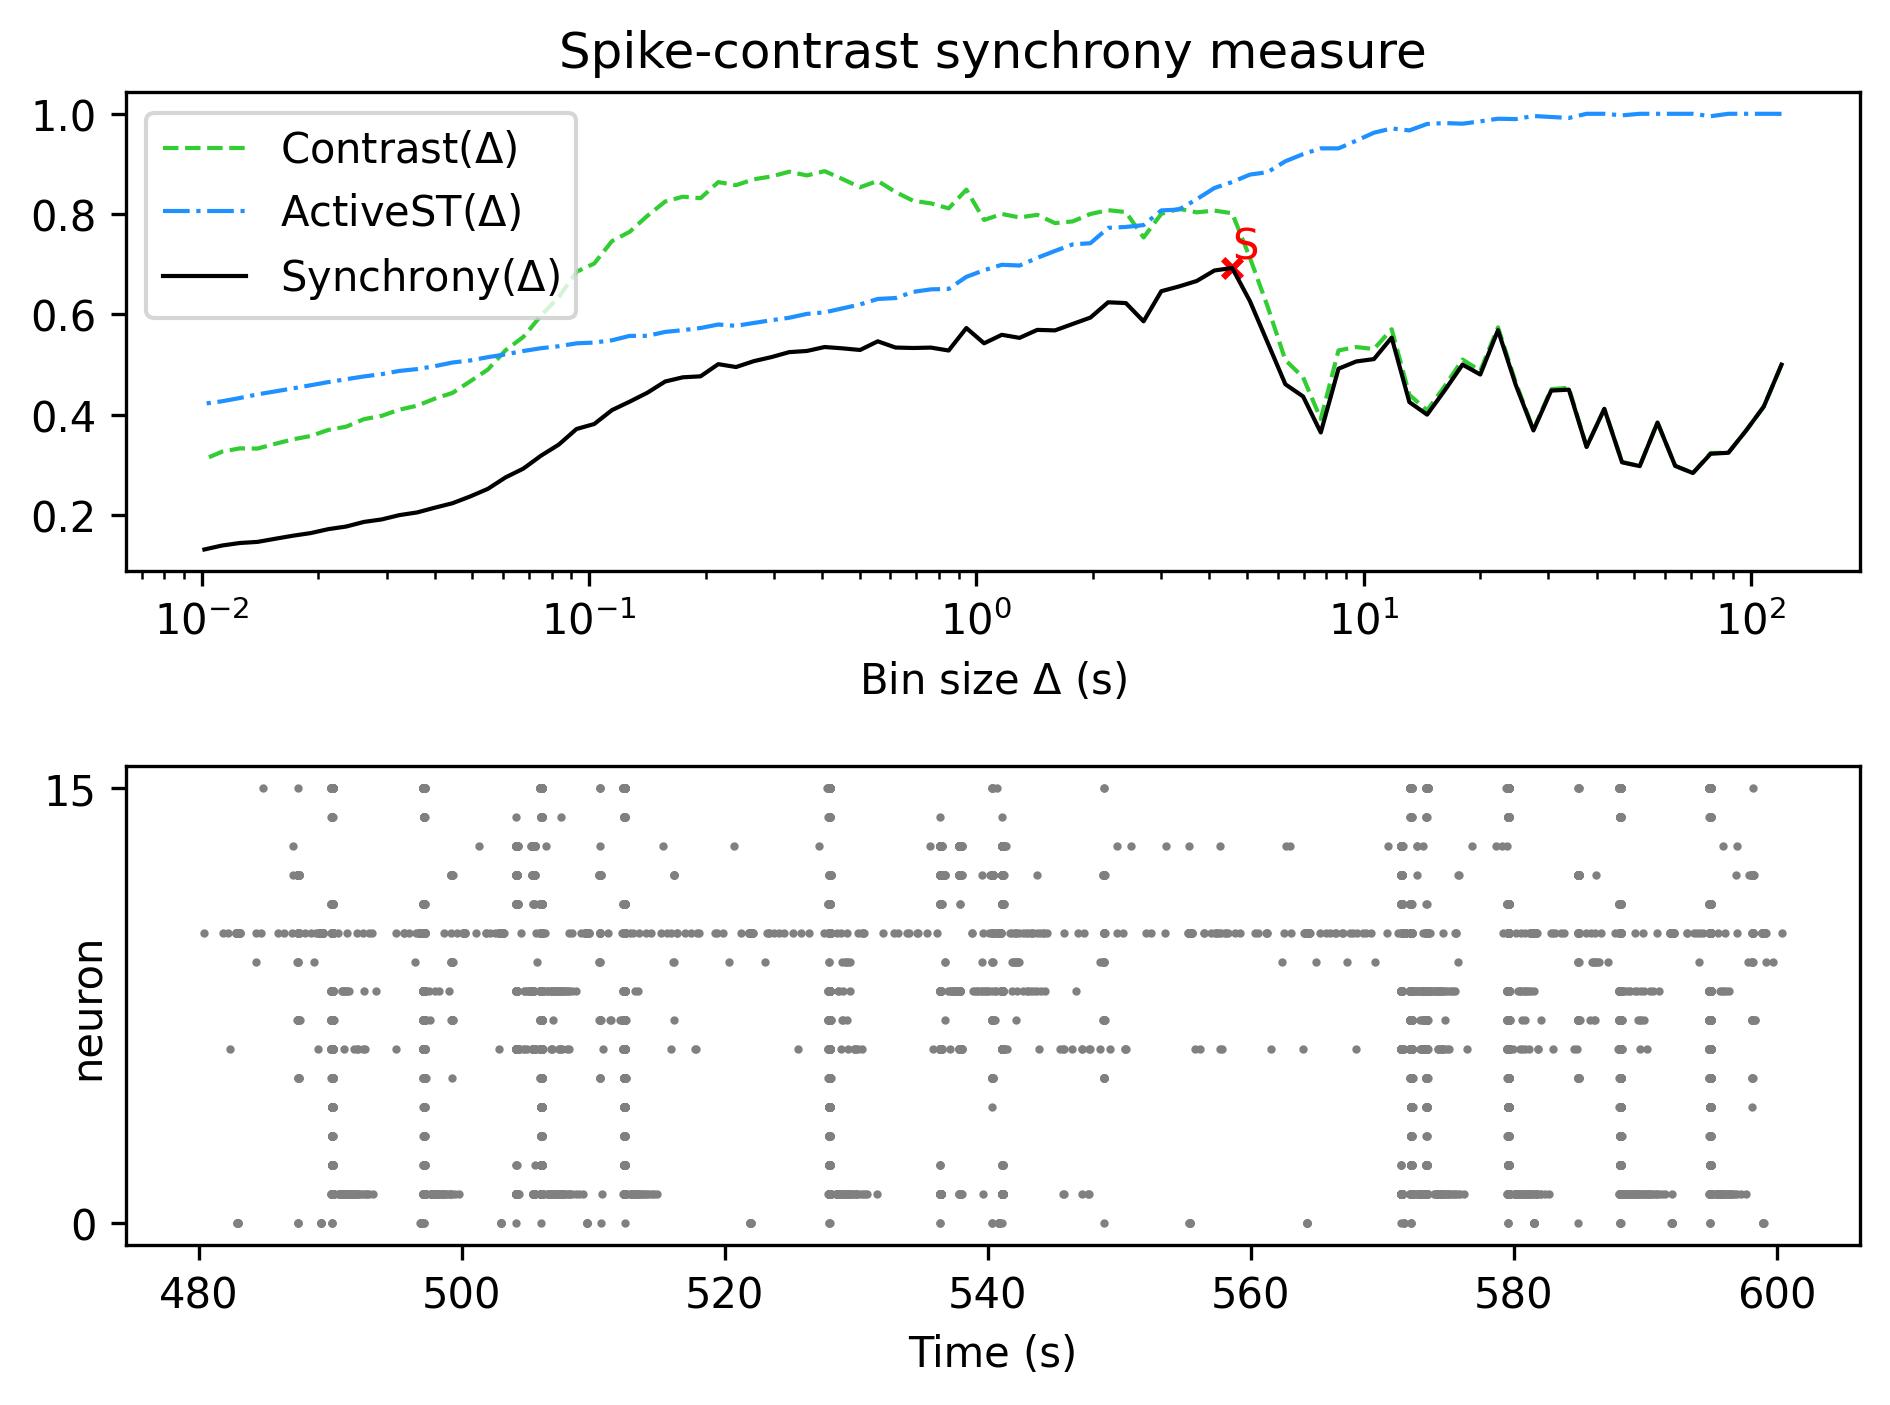 Spike-contrast synchrony measure
1.0
0.8
0.6
0.4
0.2
Contrast(Δ)
ActiveST(Δ)
Synchrony(Δ)
S
10⁻² 10⁻¹ 10⁰ 10¹ 10²
Bin size Δ (s)
15
0
neuron
480 500 520 540 560 580 600
Time (s)